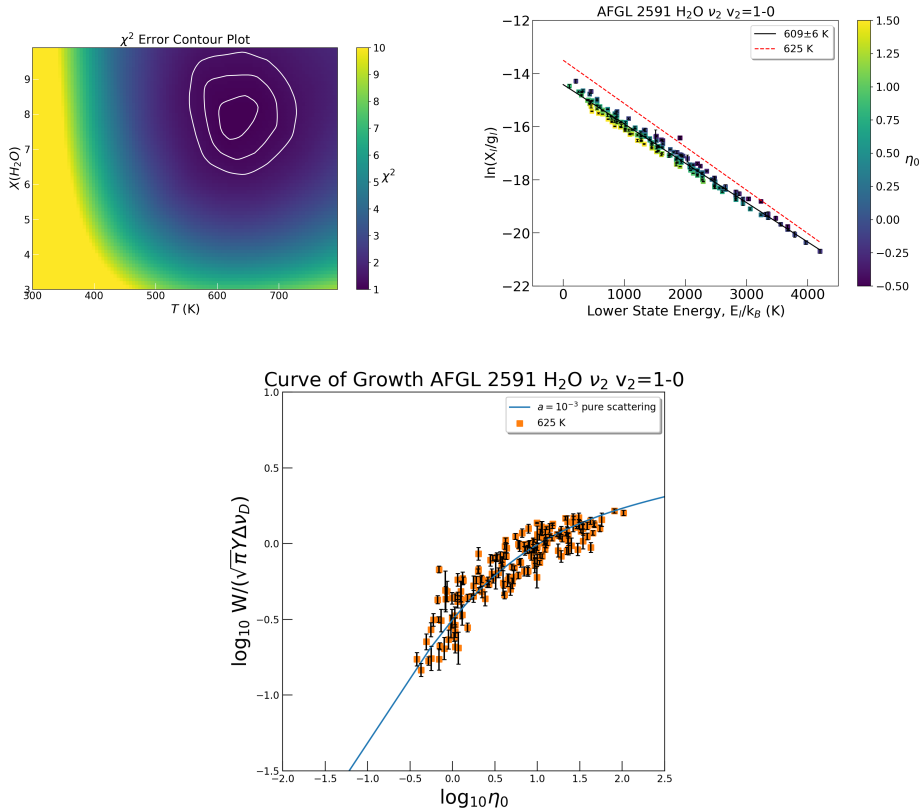 χ² Error Contour Plot
X(H₂O)
9
8
7
6
5
4
3
300 400 500 600 700
T (K)
10
9
8
7
6
5
4
3
2
1
χ²
AFGL 2591 H₂O ν₂ v₂=1-0
609±6 K
625 K
ln(Xₗ/gₗ)
−12
−14
−16
−18
−20
−22
0 1000 2000 3000 4000
Lower State Energy, Eₗ/k_B (K)
1.50
1.25
1.00
0.75
0.50
0.25
0.00
−0.25
−0.50
η₀
Curve of Growth AFGL 2591 H₂O ν₂ v₂=1-0
a = 10⁻³ pure scattering
625 K
log₁₀ W/(√πYΔν_D)
1.0
0.5
0.0
−0.5
−1.0
−1.5
−2.0 −1.5 −1.0 −0.5 0.0 0.5 1.0 1.5 2.0 2.5
log₁₀η₀